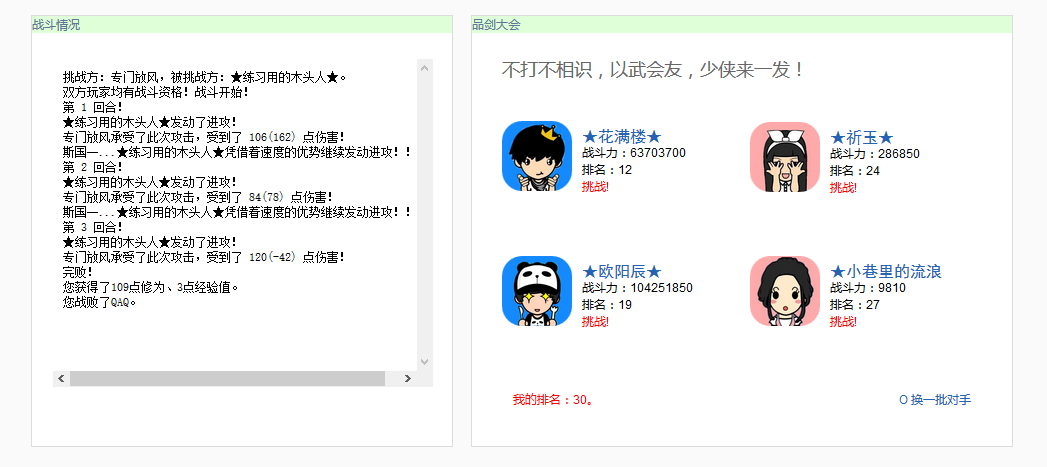 战斗情况
挑战方：专门放风，被挑战方：★练习用的木头人★。
双方玩家均有战斗资格！战斗开始！
第 1 回合！
★练习用的木头人★发动了进攻！
专门放风承受了此次攻击，受到了 106(162) 点伤害！
斯国一...★练习用的木头人★凭借着速度的优势继续发动进攻！！
第 2 回合！
★练习用的木头人★发动了进攻！
专门放风承受了此次攻击，受到了 84(78) 点伤害！
斯国一...★练习用的木头人★凭借着速度的优势继续发动进攻！！
第 3 回合！
★练习用的木头人★发动了进攻！
专门放风承受了此次攻击，受到了 120(-42) 点伤害！
完败！
您获得了109点修为、3点经验值。
您战败了QAQ。
品剑大会
不打不相识，以武会友，少侠来一发！
★花满楼★
战斗力：63703700
排名：12
挑战!
★祈玉★
战斗力：286850
排名：24
挑战!
★欧阳辰★
战斗力：104251850
排名：19
挑战!
★小巷里的流浪
战斗力：9810
排名：27
挑战!
我的排名：30。
O 换一批对手